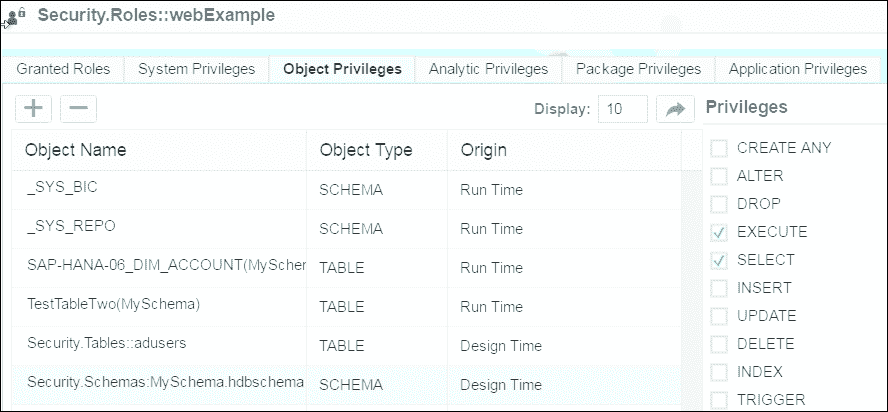 Security.Roles::webExample
Granted Roles System Privileges Object Privileges Analytic Privileges Package Privileges Application Privileges
Display: 10 Privileges
Object Name Object Type Origin
CREATE ANY
_SYS_BIC SCHEMA Run Time
ALTER
DROP
_SYS_REPO SCHEMA Run Time
EXECUTE
SAP-HANA-06_DIM_ACCOUNT(MySchem TABLE Run Time
SELECT
INSERT
TestTableTwo(MySchema) TABLE Run Time
UPDATE
Security.Tables::adusers TABLE Design Time
DELETE
INDEX
Security.Schemas:MySchema.hdbschema SCHEMA Design Time
TRIGGER